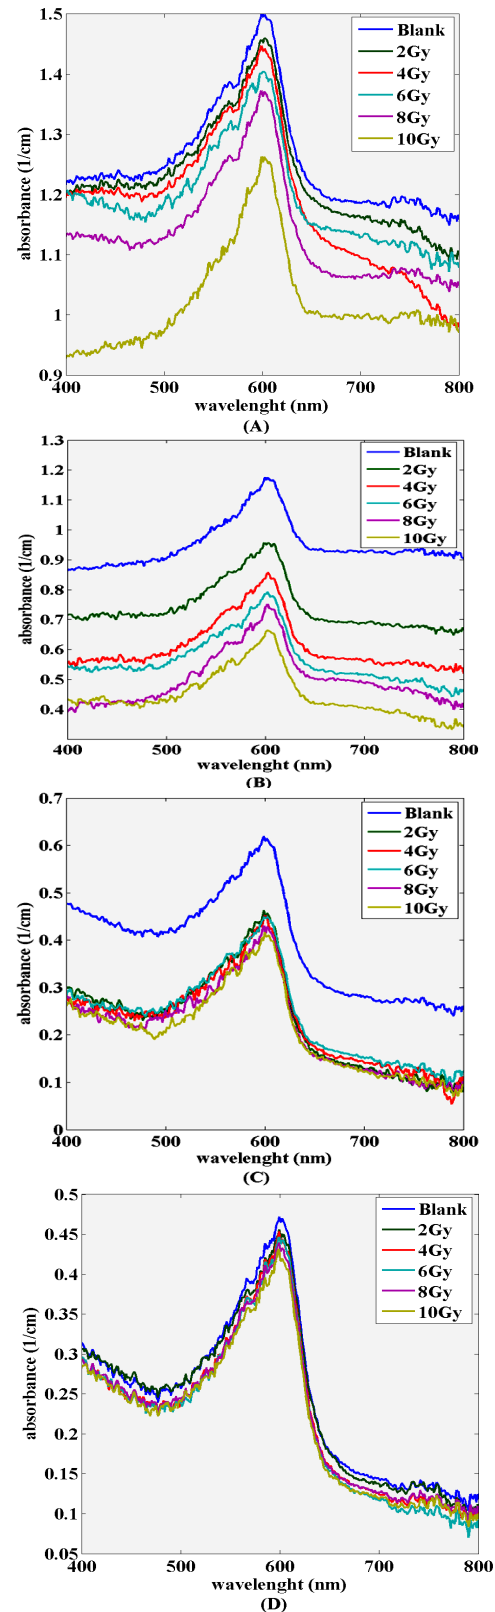 1.5
Blank
2Gy
4Gy
6Gy
8Gy
10Gy
1.4
1.3
1.2
1.1
1
0.9
absorbance (1/cm)
400 500 600 700 800
wavelenght (nm)
(A)
1.3
Blank
2Gy
4Gy
6Gy
8Gy
10Gy
1.2
1.1
1
0.9
0.8
0.7
0.6
0.5
0.4
absorbance (1/cm)
400 500 600 700 800
wavelenght (nm)
(B)
0.7
Blank
2Gy
4Gy
6Gy
8Gy
10Gy
0.6
0.5
0.4
0.3
0.2
0.1
0
absorbance (1/cm)
400 500 600 700 800
wavelenght (nm)
(C)
0.5
Blank
2Gy
4Gy
6Gy
8Gy
10Gy
0.45
0.4
0.35
0.3
0.25
0.2
0.15
0.1
0.05
absorbance (1/cm)
400 500 600 700 800
wavelenght (nm)
(D)